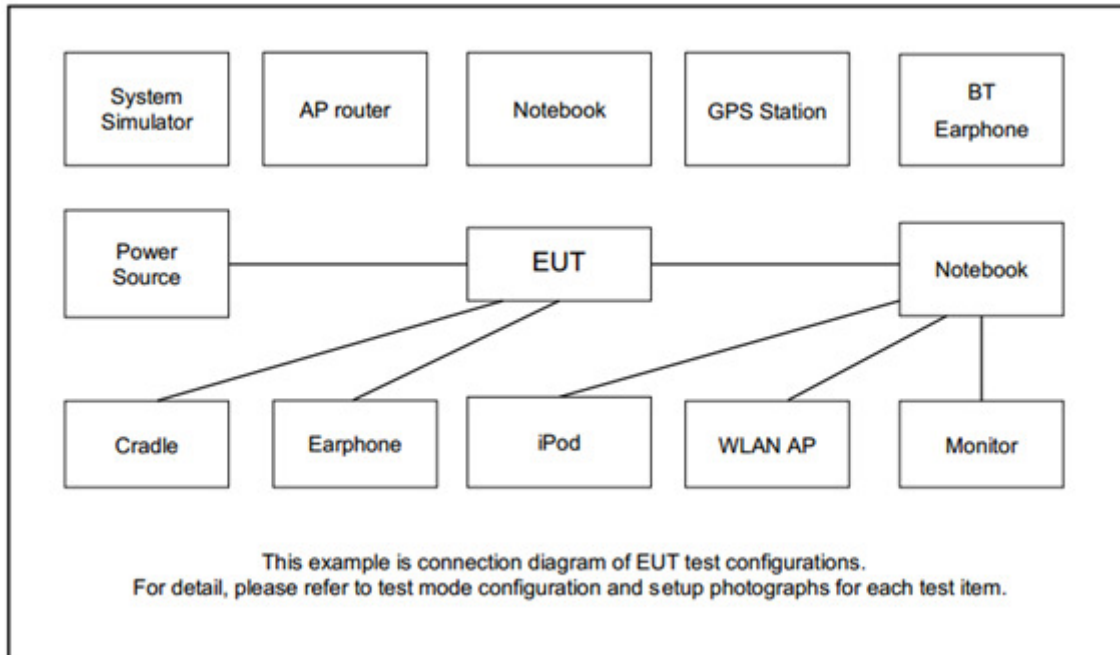 System
Simulator
AP router
Notebook
GPS Station
BT
Earphone
Power
Source
EUT
Notebook
Cradle
Earphone
iPod
WLAN AP
Monitor
This example is connection diagram of EUT test configurations.
For detail, please refer to test mode configuration and setup photographs for each test item.